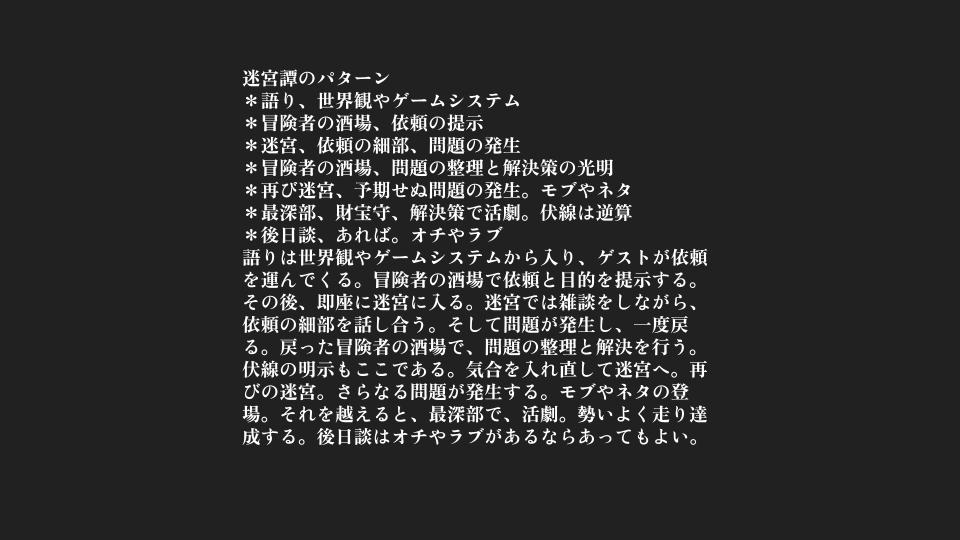 迷宮譚のパターン
＊語り、世界観やゲームシステム
＊冒険者の酒場、依頼の提示
＊迷宮、依頼の細部、問題の発生
＊冒険者の酒場、問題の整理と解決策の光明
＊再び迷宮、予期せぬ問題の発生。モブやネタ
＊最深部、財宝守、解決策で活劇。伏線は逆算
＊後日談、あれば。オチやラブ
語りは世界観やゲームシステムから入り、ゲストが依頼
を運んでくる。冒険者の酒場で依頼と目的を提示する。
その後、即座に迷宮に入る。迷宮では雑談をしながら、
依頼の細部を話し合う。そして問題が発生し、一度戻
る。戻った冒険者の酒場で、問題の整理と解決を行う。
伏線の明示もここである。気合を入れ直して迷宮へ。再
びの迷宮。さらなる問題が発生する。モブやネタの登
場。それを越えると、最深部で、活劇。勢いよく走り達
成する。後日談はオチやラブがあるならあってもよい。